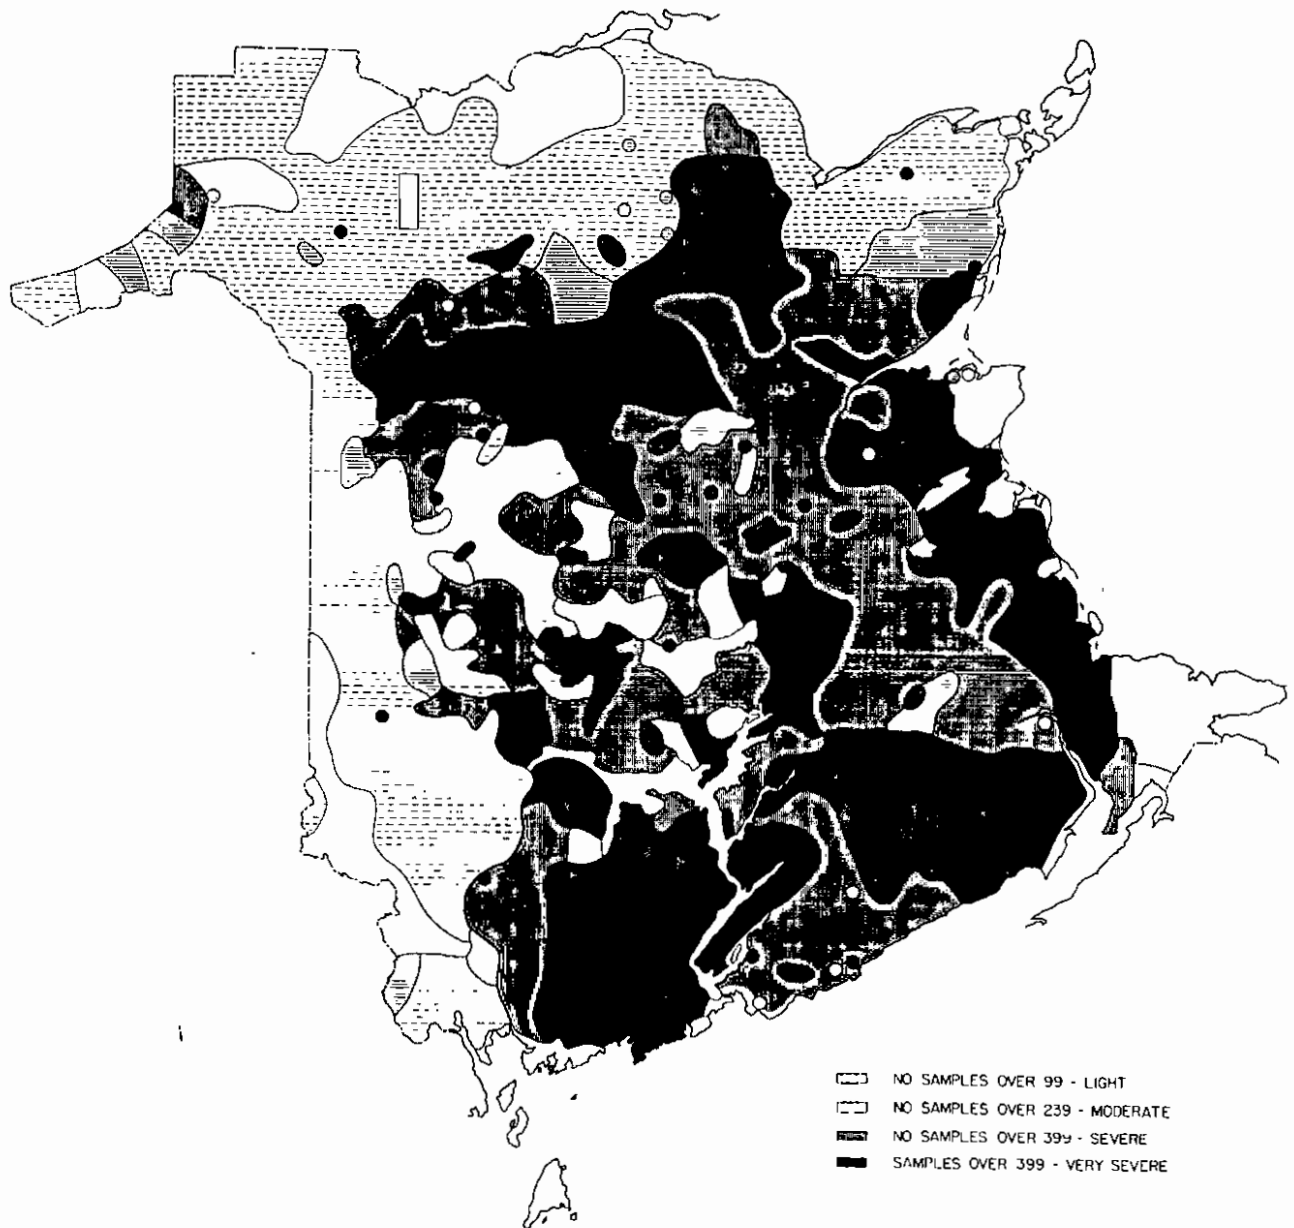 NO SAMPLES OVER 99 - LIGHT
NO SAMPLES OVER 239 - MODERATE
NO SAMPLES OVER 399 - SEVERE
SAMPLES OVER 399 - VERY SEVERE